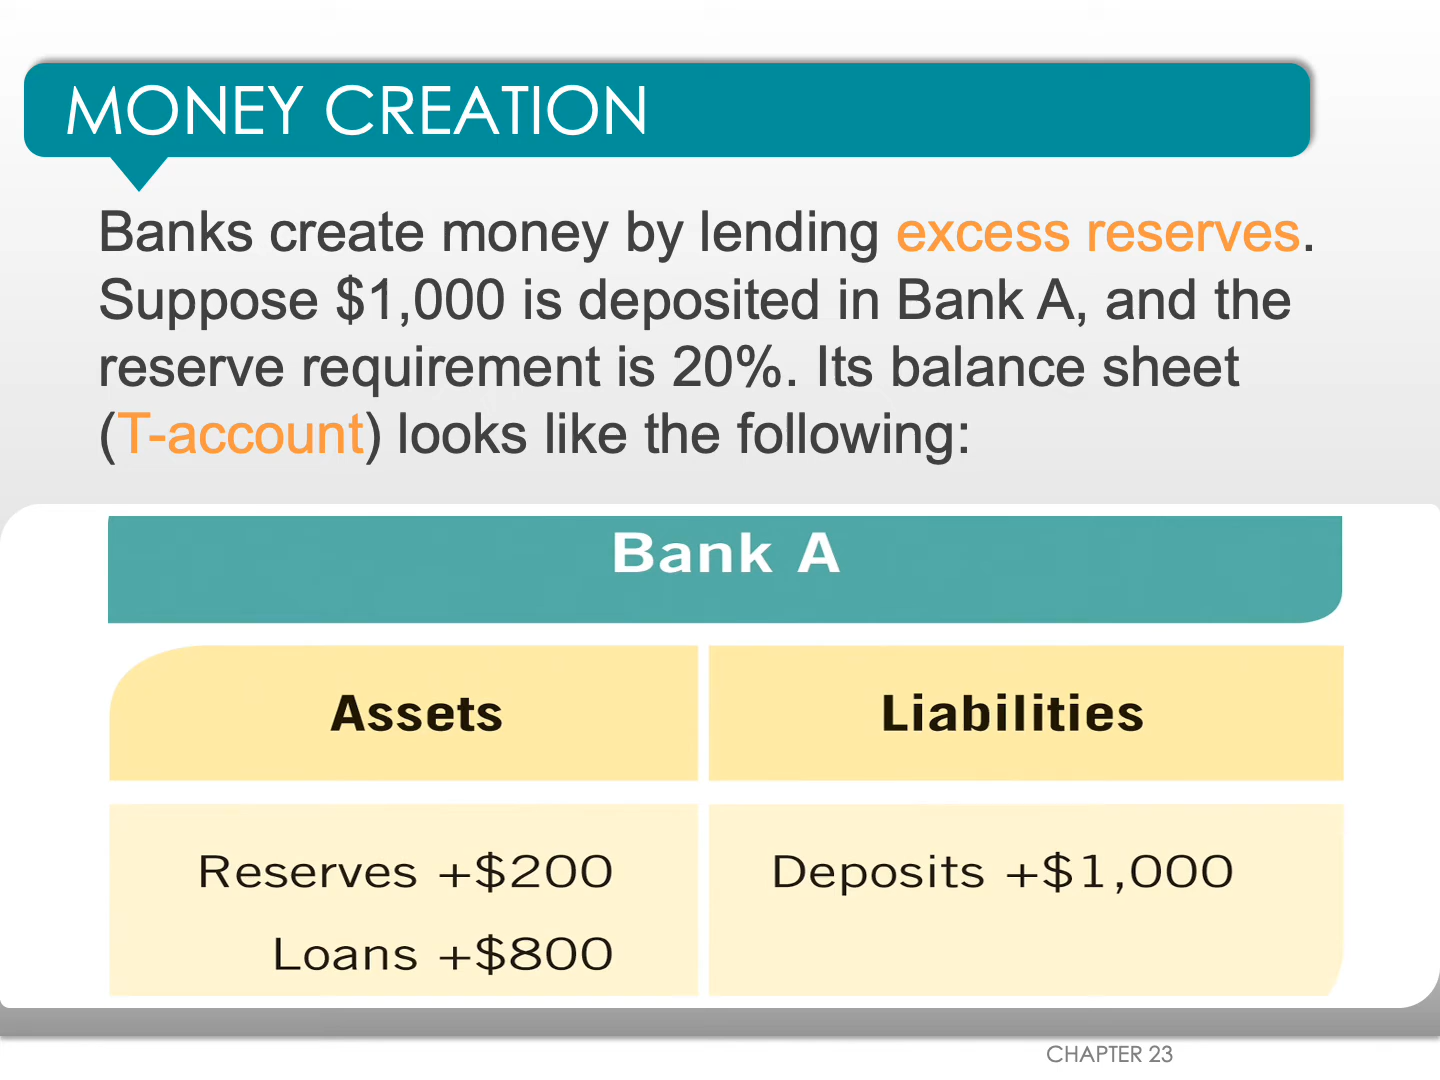 MONEY CREATION
Banks create money by lending excess reserves.
Suppose $1,000 is deposited in Bank A, and the
reserve requirement is 20%. Its balance sheet
(T-account) looks like the following:
Bank A
Assets
Liabilities
Reserves +$200
Deposits +$1,000
Loans +$800
CHAPTER 23